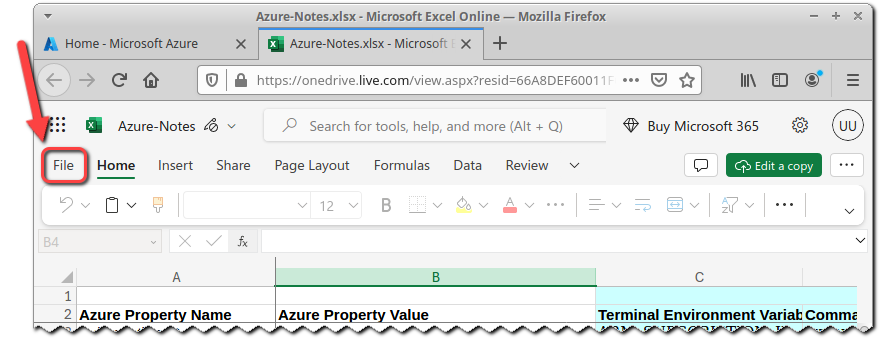 Azure-Notes.xlsx - Microsoft Excel Online — Mozilla Firefox
Home - Microsoft Azure
Azure-Notes.xlsx - Microsoft E
https://onedrive.live.com/view.aspx?resid=66A8DEF60011F
Azure-Notes
Search for tools, help, and more (Alt + Q)
Buy Microsoft 365
UU
File Home Insert Share Page Layout Formulas Data Review
Edit a copy
12 B A
B4 fx
A B C
1
2 Azure Property Name Azure Property Value Terminal Environment Variab Comma